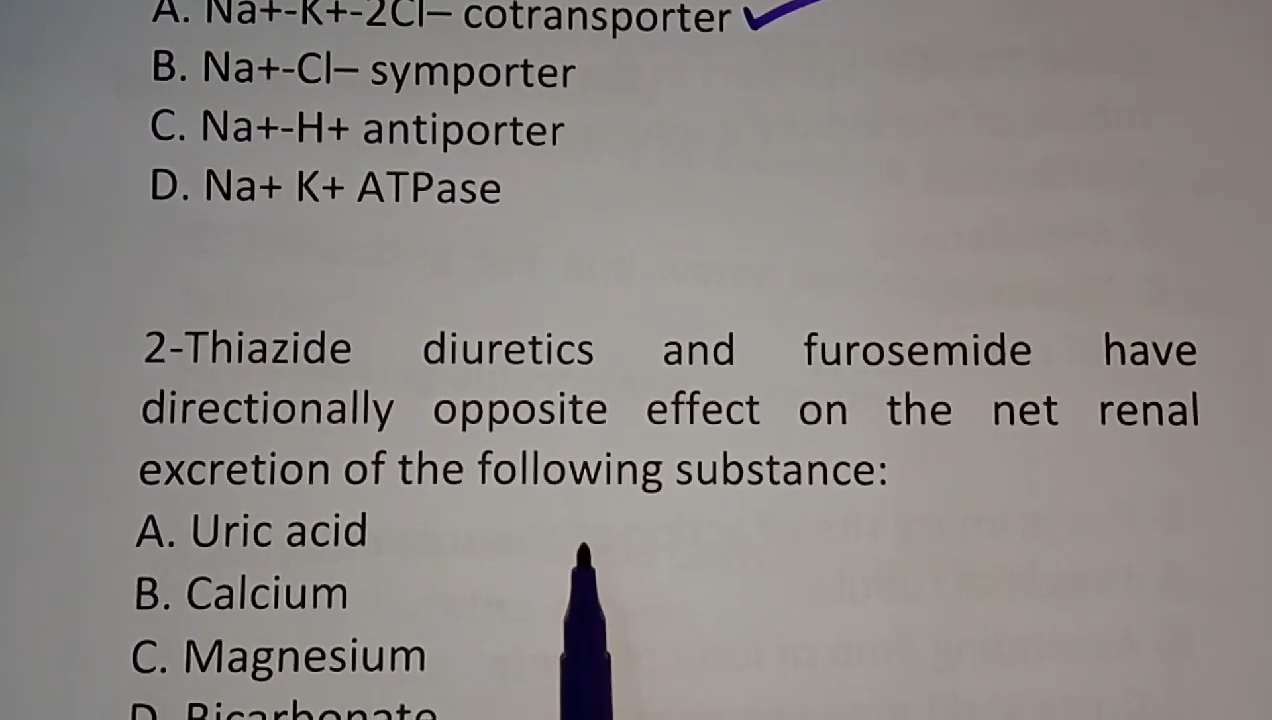 A. Na+-K+-2Cl– cotransporter
B. Na+-Cl– symporter
C. Na+-H+ antiporter
D. Na+ K+ ATPase
2-Thiazide diuretics and furosemide have
directionally opposite effect on the net renal
excretion of the following substance:
A. Uric acid
B. Calcium
C. Magnesium
D. Bicarbonate